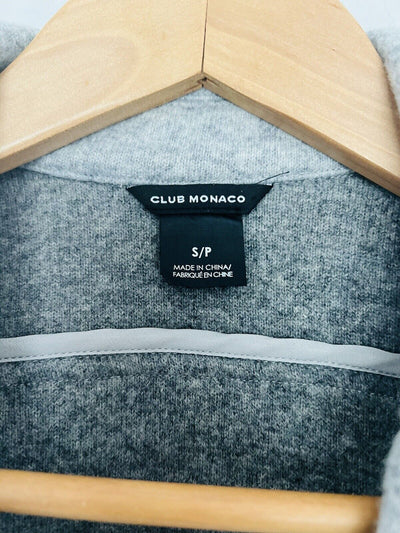 CLUB MONACO
S/P
MADE IN CHINA/
FABRIQUÉ EN CHINE